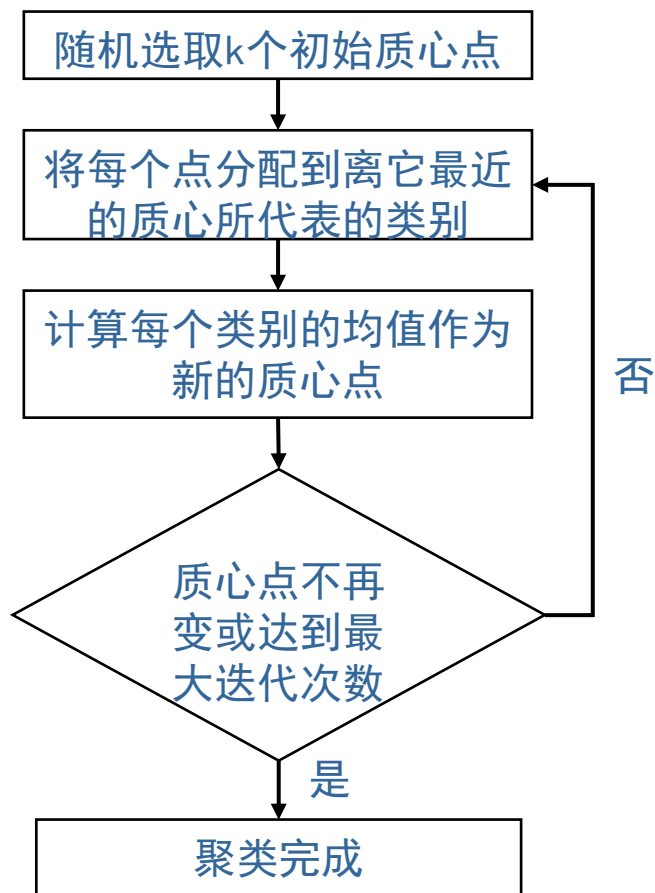 随机选取k个初始质心点
将每个点分配到离它最近
的质心所代表的类别
计算每个类别的均值作为
新的质心点
否
质心点不再
变或达到最
大迭代次数
是
聚类完成